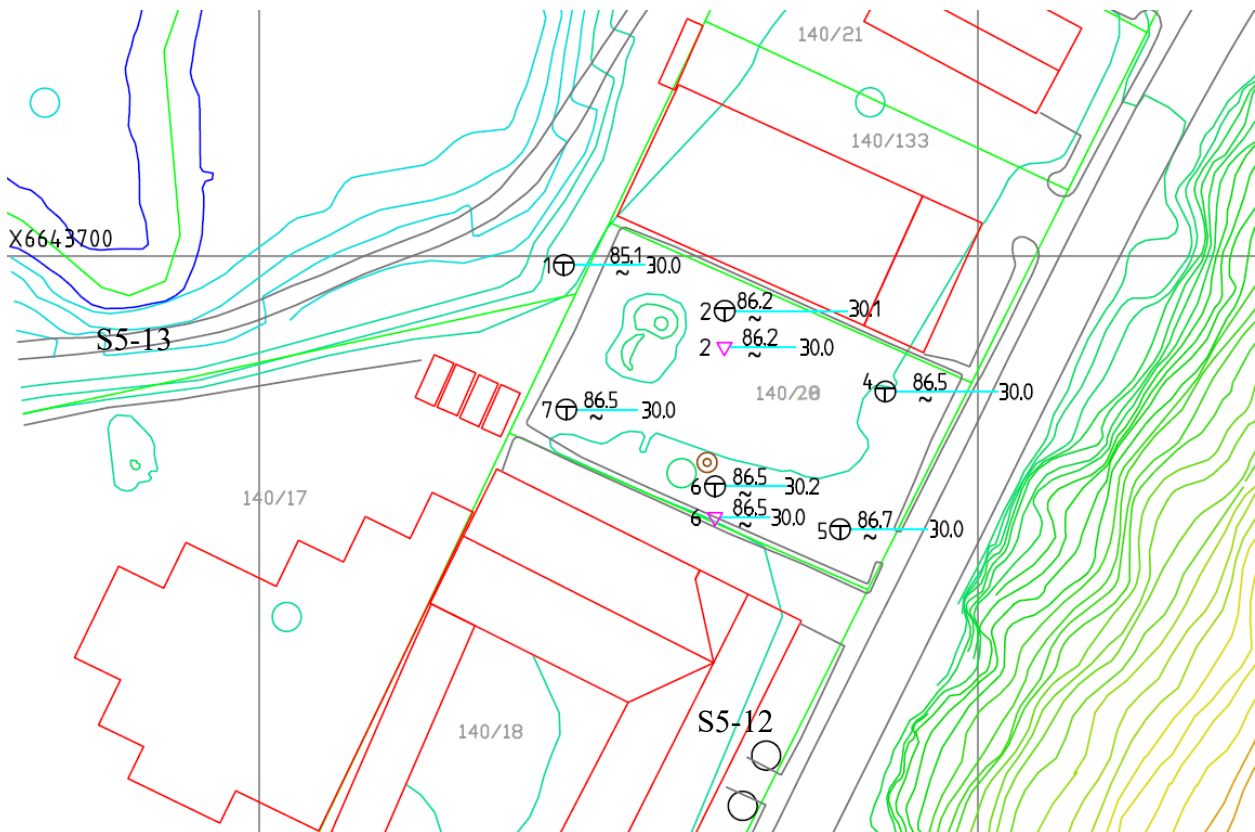 140/21
140/133
X6643700
1 85.1 ~ 30.0
2 86.2 ~ 30.1
S5-13
2 86.2 ~ 30.0
4 86.5 ~ 30.0
7 86.5 ~ 30.0
6 86.5 ~ 30.2
140/17
6 86.5 ~ 30.0
5 86.7 ~ 30.0
S5-12
140/18